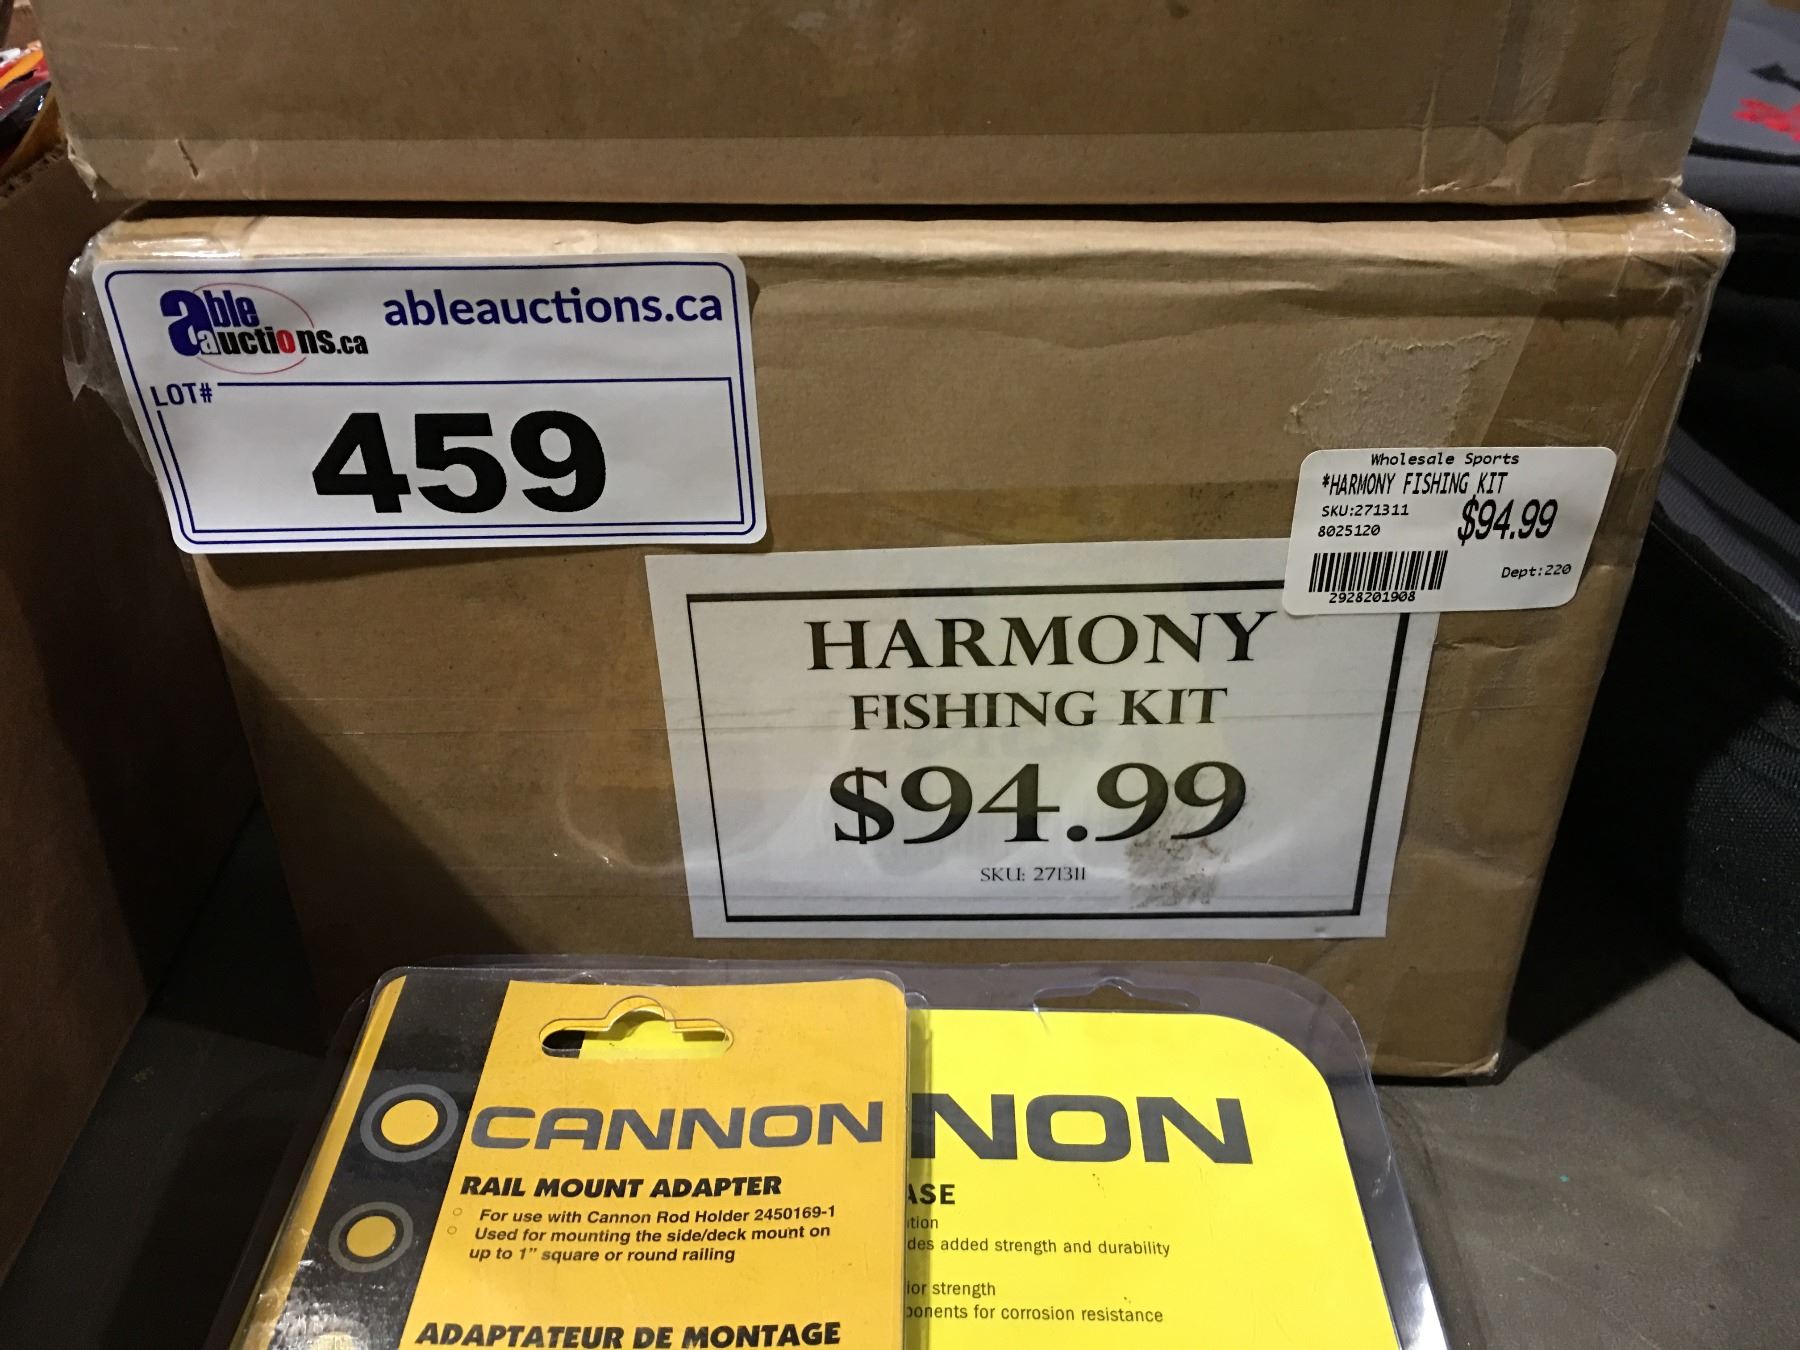 able auctions.ca
ableauctions.ca
LOT#
459
Wholesale Sports
*HARMONY FISHING KIT
SKU:271311
$94.99
8025120
Dept:220
2928201908
HARMONY
FISHING KIT
$94.99
SKU: 271311
CANNON
RAIL MOUNT ADAPTER
For use with Cannon Rod Holder 2450169-1
Used for mounting the side/deck mount on
up to 1" square or round railing
ADAPTATEUR DE MONTAGE
NON
ASE
tion
des added strength and durability
ior strength
ponents for corrosion resistance